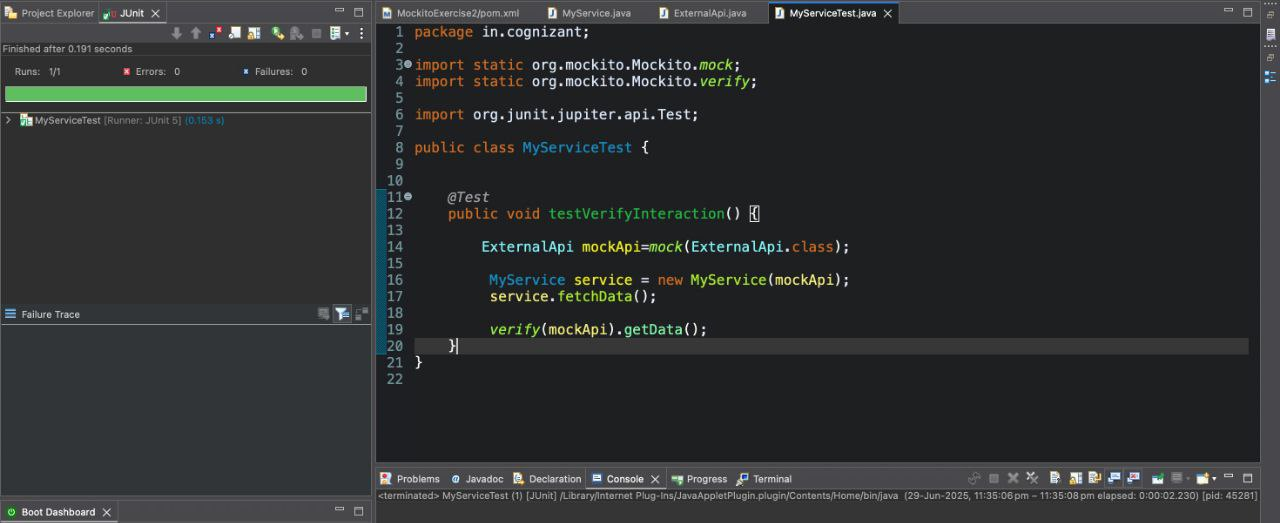 Project Explorer JUnit
Finished after 0.191 seconds
Runs: 1/1 Errors: 0 Failures: 0
MyServiceTest [Runner: JUnit 5] (0.153 s)
Failure Trace
Boot Dashboard
MockitoExercise2/pom.xml MyService.java ExternalApi.java MyServiceTest.java
1 package in.cognizant;
2
3 import static org.mockito.Mockito.mock;
4 import static org.mockito.Mockito.verify;
5
6 import org.junit.jupiter.api.Test;
7
8 public class MyServiceTest {
9
10
11 @Test
12 public void testVerifyInteraction() {
13
14 ExternalApi mockApi=mock(ExternalApi.class);
15
16 MyService service = new MyService(mockApi);
17 service.fetchData();
18
19 verify(mockApi).getData();
20 }
21 }
22
Problems Javadoc Declaration Console Progress Terminal
<terminated> MyServiceTest (1) [JUnit] /Library/Internet Plug-Ins/JavaAppletPlugin.plugin/Contents/Home/bin/java (29-Jun-2025, 11:35:06 pm – 11:35:08 pm elapsed: 0:00:02.230) [pid: 45281]